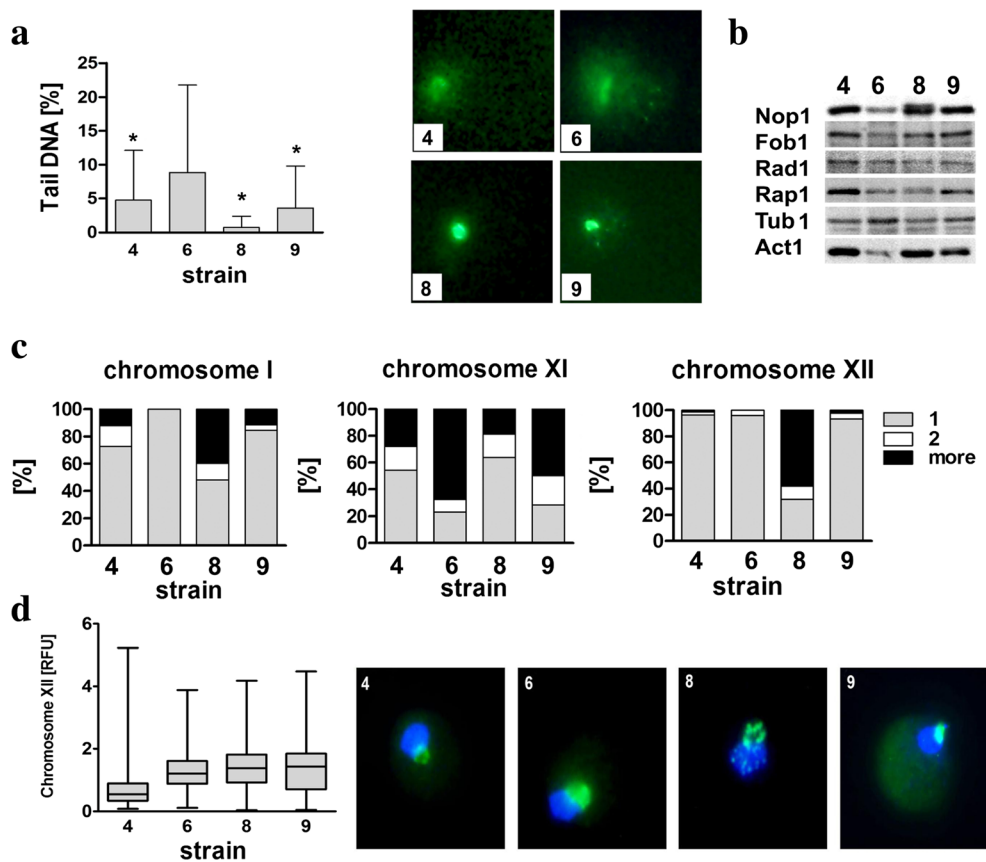 a
Tail DNA [%]
25
20
15
10
5
0
* * *
4 6 8 9
strain
4
6
8
9
b
4 6 8 9
Nop1
Fob1
Rad1
Rap1
Tub1
Act1
c
chromosome I
[%]
100
80
60
40
20
0
4 6 8 9
strain
chromosome XI
[%]
100
80
60
40
20
0
4 6 8 9
strain
chromosome XII
[%]
100
80
60
40
20
0
4 6 8 9
strain
1
2
more
d
Chromosome XII [RFU]
6
4
2
0
4 6 8 9
strain
4
6
8
9